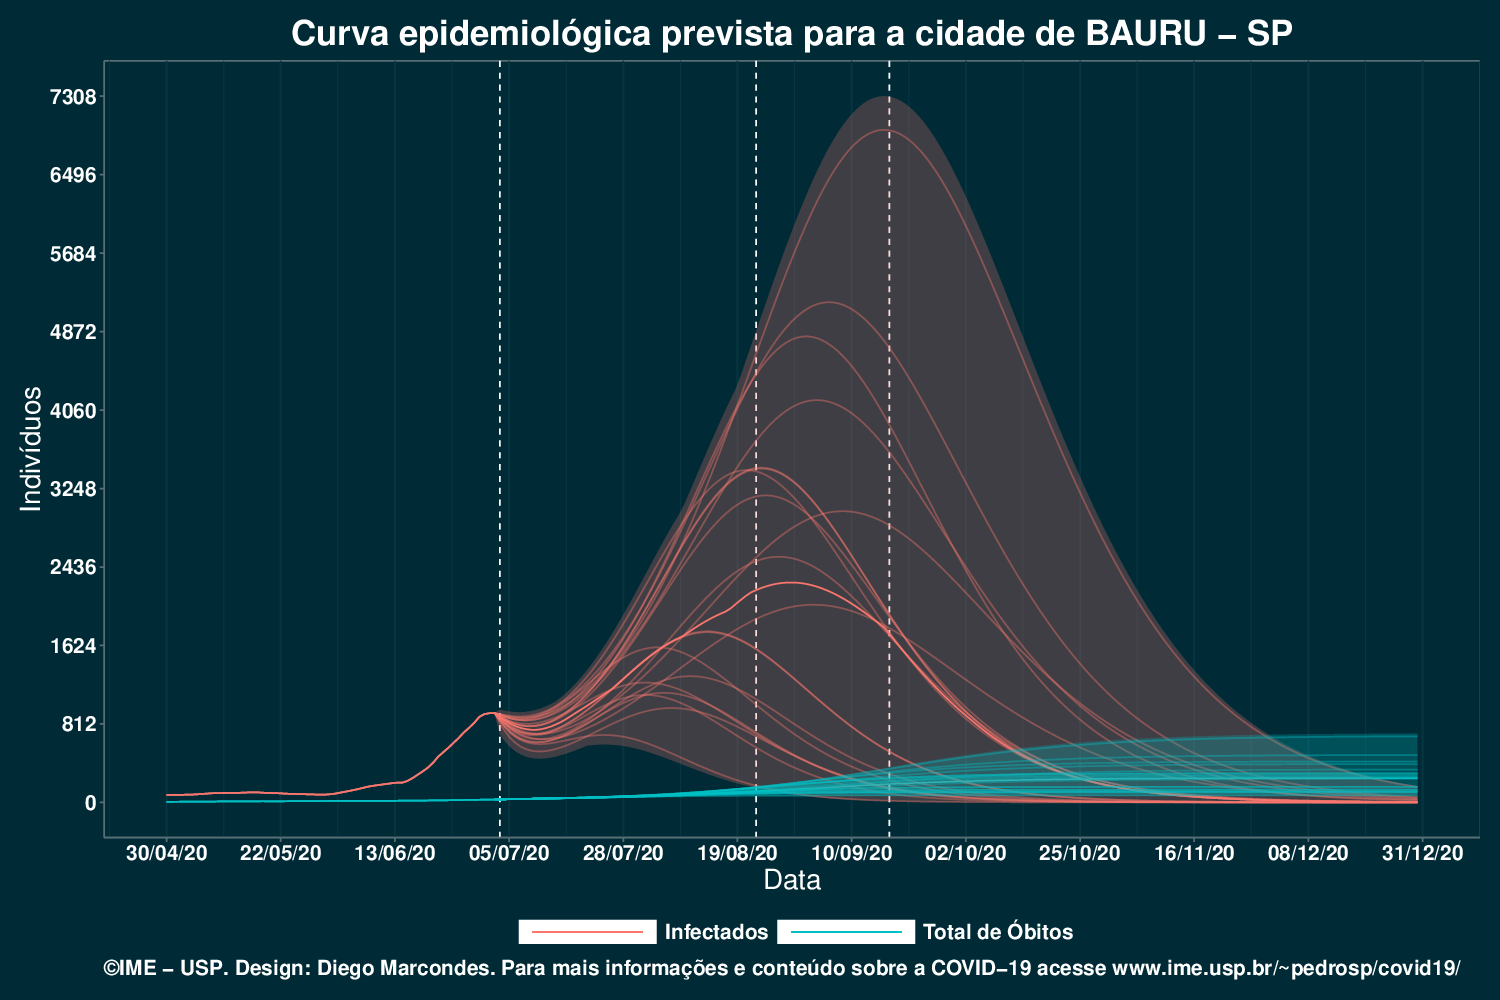 Curva epidemiológica prevista para a cidade de BAURU – SP
7308
6496
5684
4872
4060
3248
2436
1624
812
0
Indivíduos
30/04/20 22/05/20 13/06/20 05/07/20 28/07/20 19/08/20 10/09/20 02/10/20 25/10/20 16/11/20 08/12/20 31/12/20
Data
Infectados Total de Óbitos
©IME – USP. Design: Diego Marcondes. Para mais informações e conteúdo sobre a COVID–19 acesse www.ime.usp.br/~pedrosp/covid19/